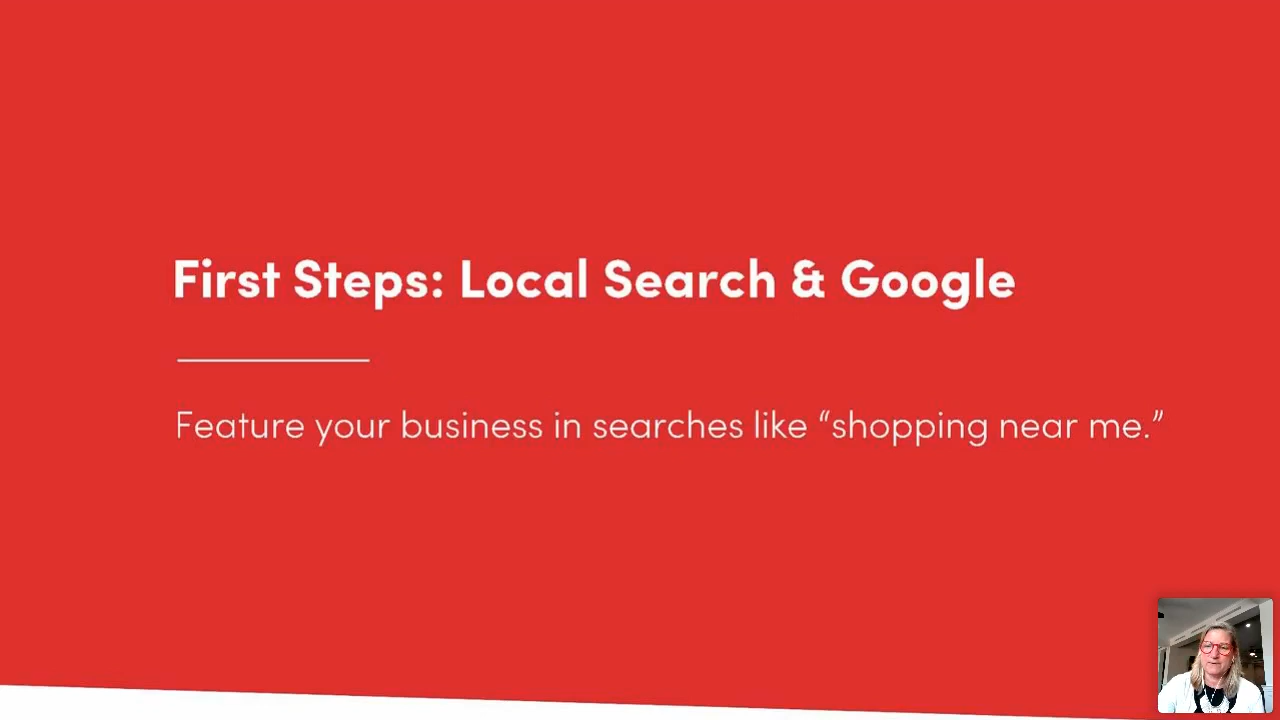 First Steps: Local Search & Google
Feature your business in searches like “shopping near me.”